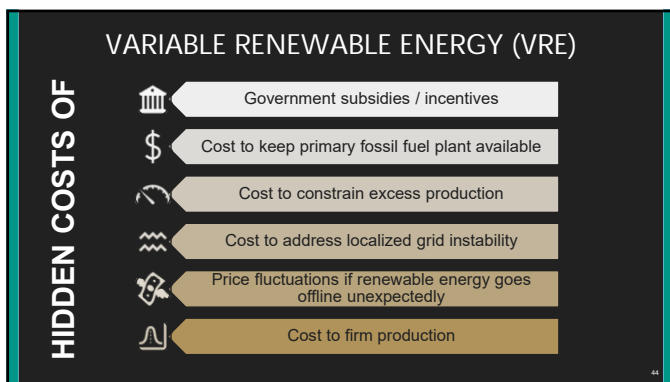 VARIABLE RENEWABLE ENERGY (VRE)
HIDDEN COSTS OF
Government subsidies / incentives
$
Cost to keep primary fossil fuel plant available
Cost to constrain excess production
Cost to address localized grid instability
Price fluctuations if renewable energy goes
offline unexpectedly
Cost to firm production
44